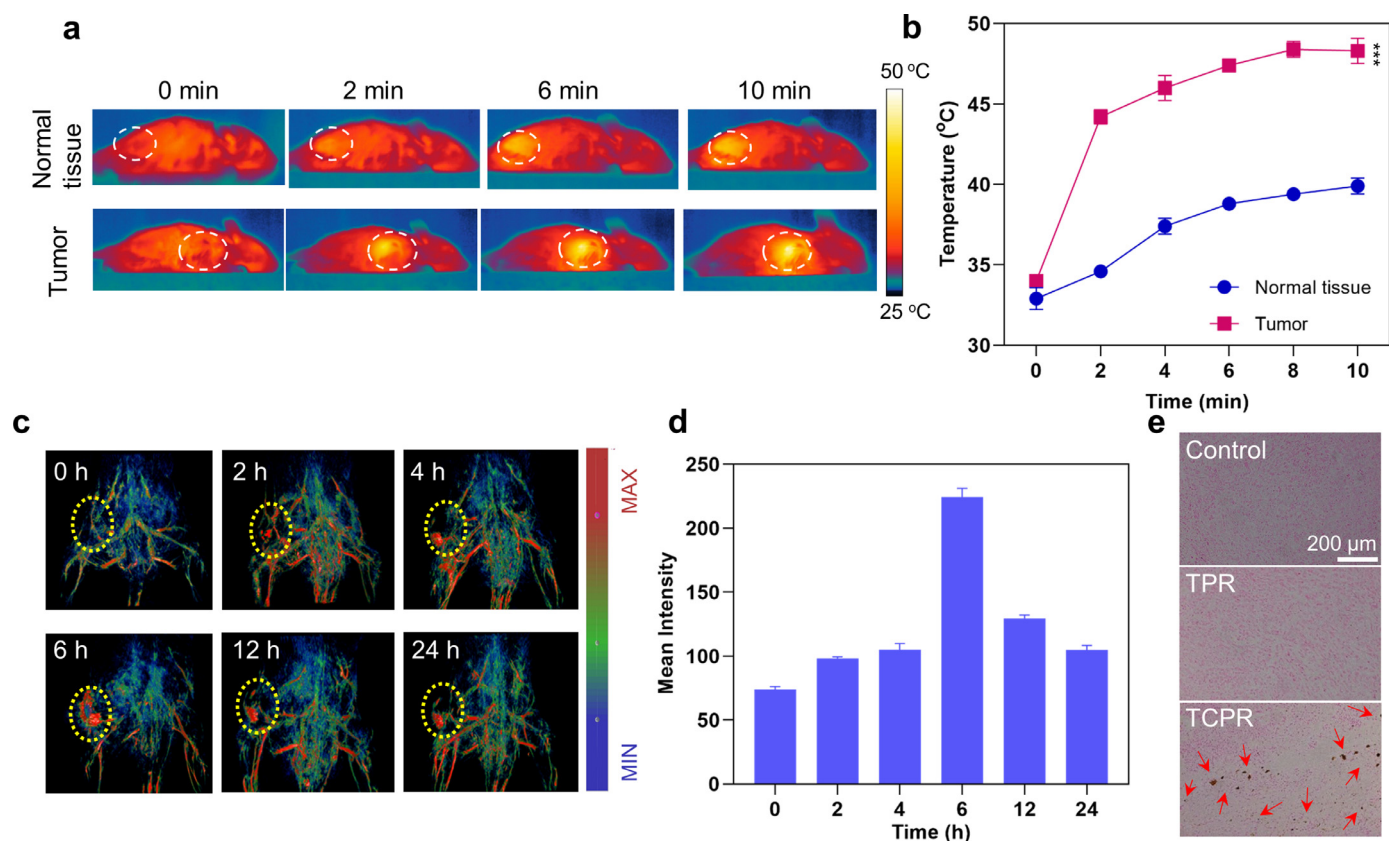 a
0 min
2 min
6 min
10 min
Normal
tissue
Tumor
50 °C
25 °C
b
50
45
40
35
30
Temperature (°C)
Normal tissue
Tumor
***
0 2 4 6 8 10
Time (min)
c
0 h
2 h
4 h
6 h
12 h
24 h
MAX
MIN
d
250
200
150
100
50
0
Mean Intensity
0 2 4 6 12 24
Time (h)
e
Control
200 µm
TPR
TCPR